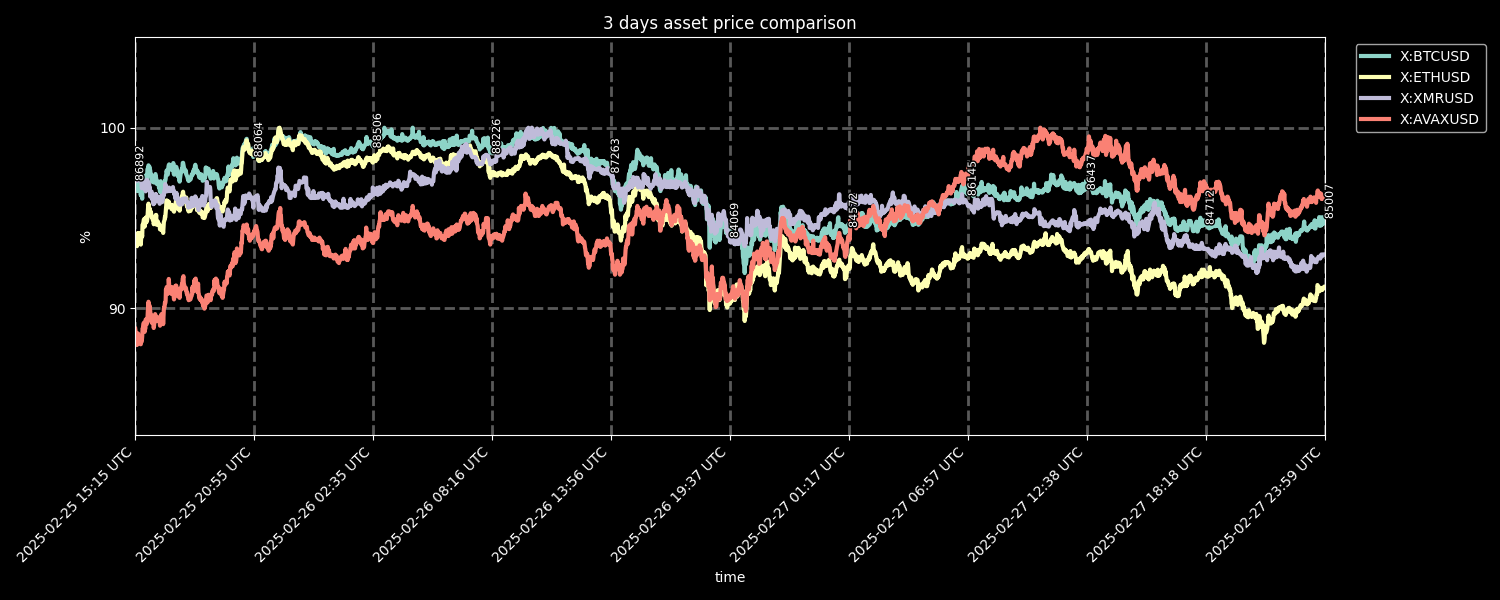 3 days asset price comparison
X:BTCUSD
X:ETHUSD
X:XMRUSD
X:AVAXUSD
100
90
%
86892
88064
88506
88226
87263
84069
84572
86145
86437
84712
85007
2025-02-25 15:15 UTC
2025-02-25 20:55 UTC
2025-02-26 02:35 UTC
2025-02-26 08:16 UTC
2025-02-26 13:56 UTC
2025-02-26 19:37 UTC
2025-02-27 01:17 UTC
2025-02-27 06:57 UTC
2025-02-27 12:38 UTC
2025-02-27 18:18 UTC
2025-02-27 23:59 UTC
time